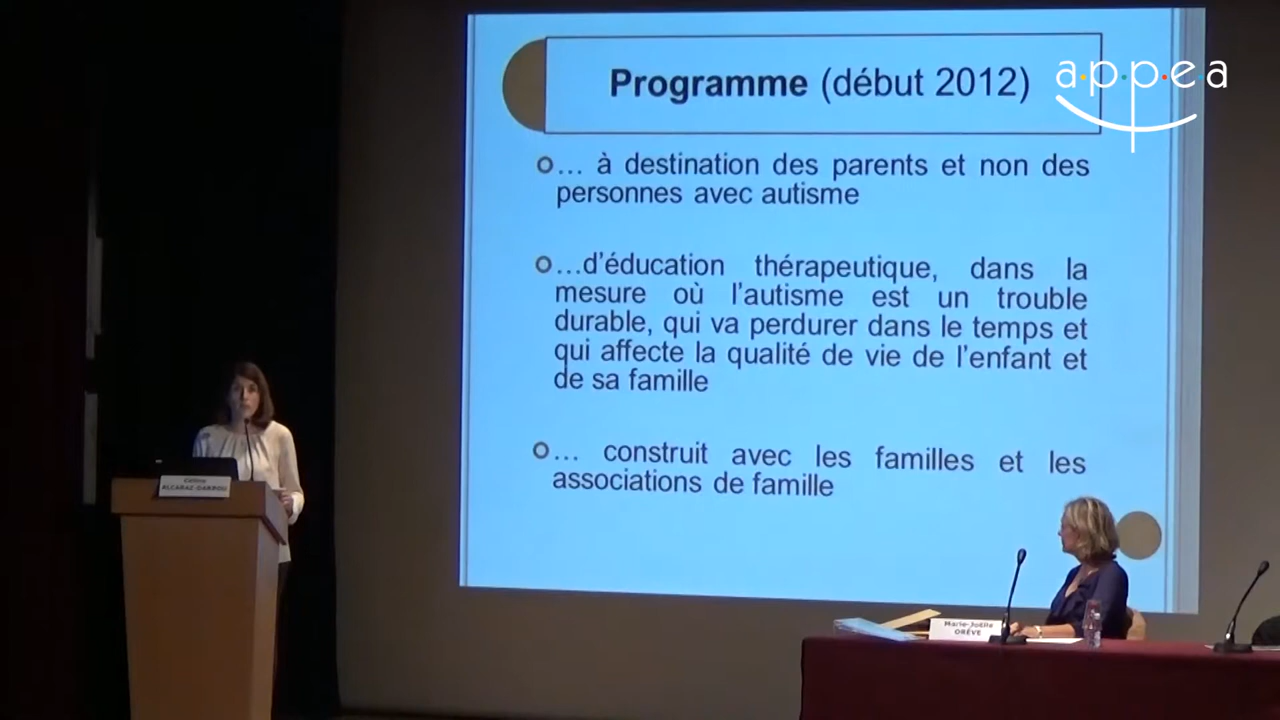 Programme (début 2012)
appea
… à destination des parents et non des
personnes avec autisme
…d'éducation thérapeutique, dans la
mesure où l'autisme est un trouble
durable, qui va perdurer dans le temps et
qui affecte la qualité de vie de l'enfant et
de sa famille
… construit avec les familles et les
associations de famille
Céline
Marie-Joëlle
ORÊVE